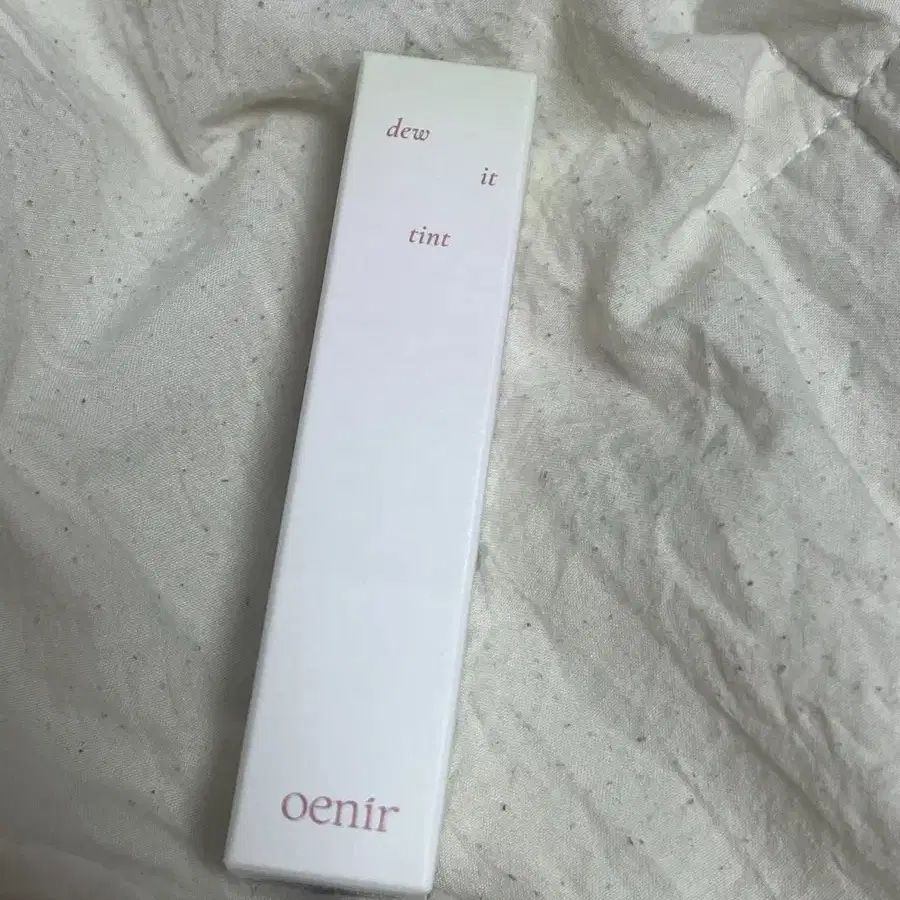 dew
it
tint
oenir